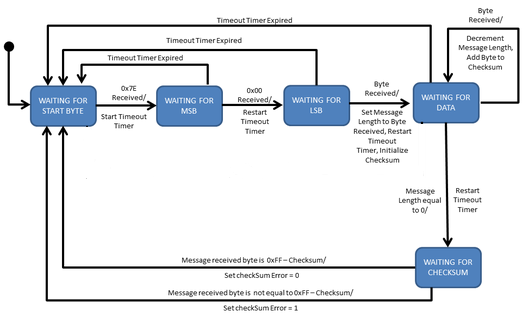 Timeout Timer Expired
Timeout Timer Expired
Timeout Timer Expired
Byte
Received/
Decrement
Message Length,
Add Byte to
Checksum
WAITING FOR
START BYTE
0x7E
Received/
Start Timeout
Timer
WAITING FOR
MSB
0x00
Received/
Restart
Timeout
Timer
WAITING FOR
LSB
Byte
Received/
Set Message
Length to Byte
Received, Restart
Timeout
Timer, Initialize
Checksum
WAITING FOR
DATA
Message
Length equal
to 0/
Restart
Timeout
Timer
WAITING FOR
CHECKSUM
Message received byte is 0xFF – Checksum/
Set checkSum Error = 0
Message received byte is not equal to 0xFF – Checksum/
Set checkSum Error = 1